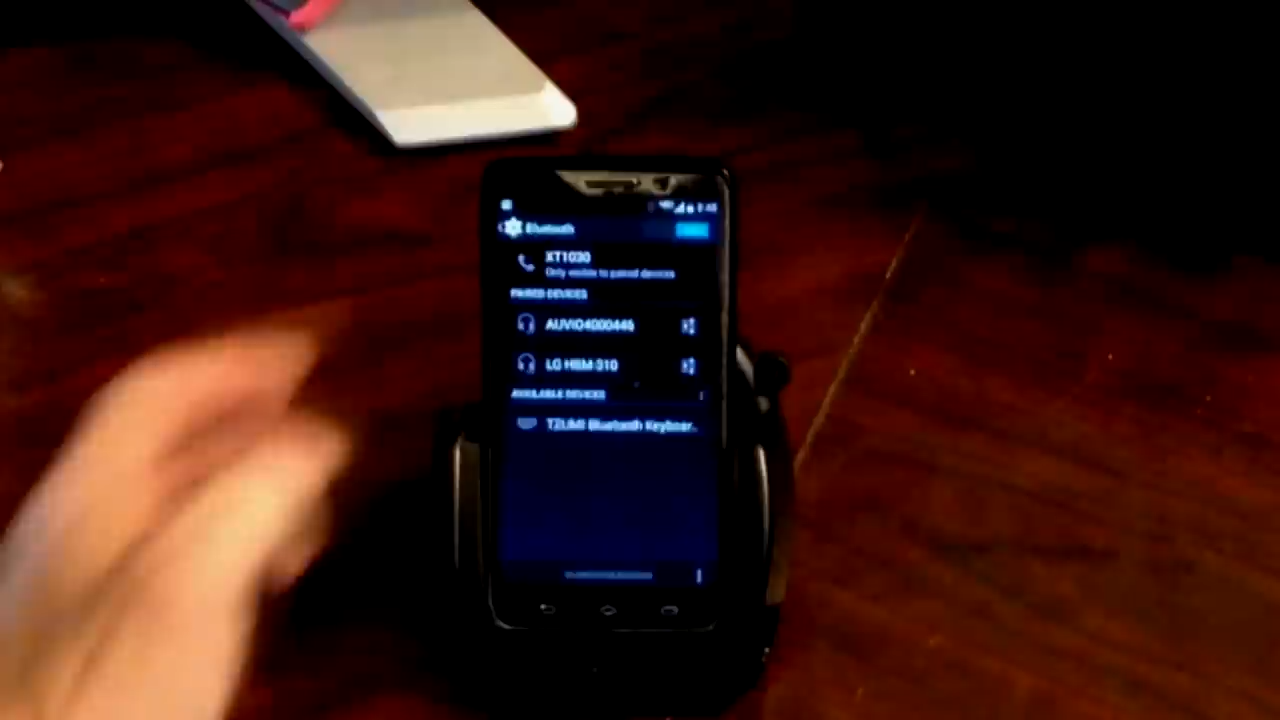 Bluetooth
XT1030
Only visible to paired devices
PAIRED DEVICES
AUVIO4000446
LG HBM-310
AVAILABLE DEVICES
TZUMI Bluetooth Keyboar..